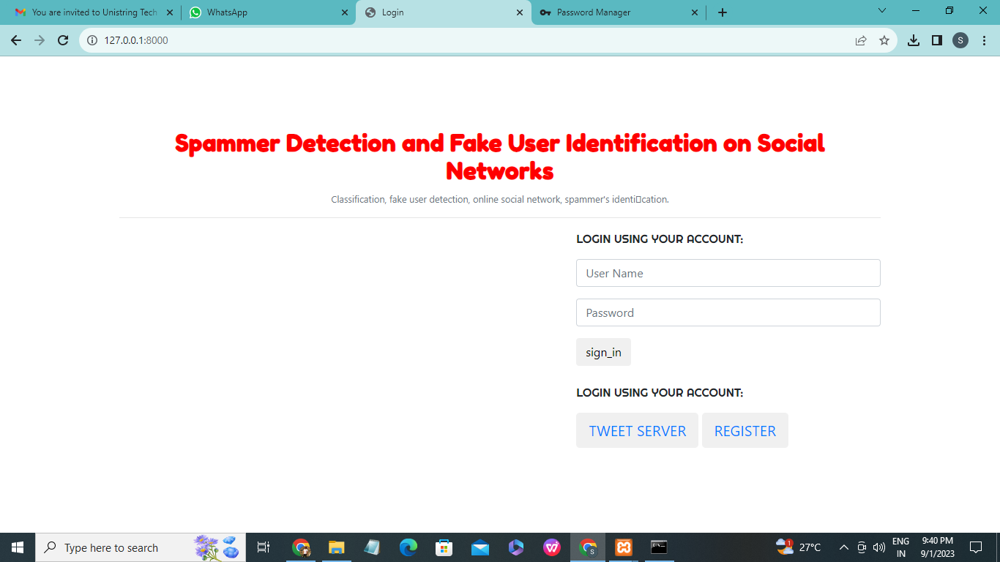 You are invited to Unistring Tech
WhatsApp
Login
Password Manager
127.0.0.1:8000
S
Spammer Detection and Fake User Identification on Social
Networks
Classification, fake user detection, online social network, spammer's identi▯cation.
LOGIN USING YOUR ACCOUNT:
User Name
Password
sign_in
LOGIN USING YOUR ACCOUNT:
TWEET SERVER
REGISTER
Type here to search
27°C
ENG
IN
9:40 PM
9/1/2023